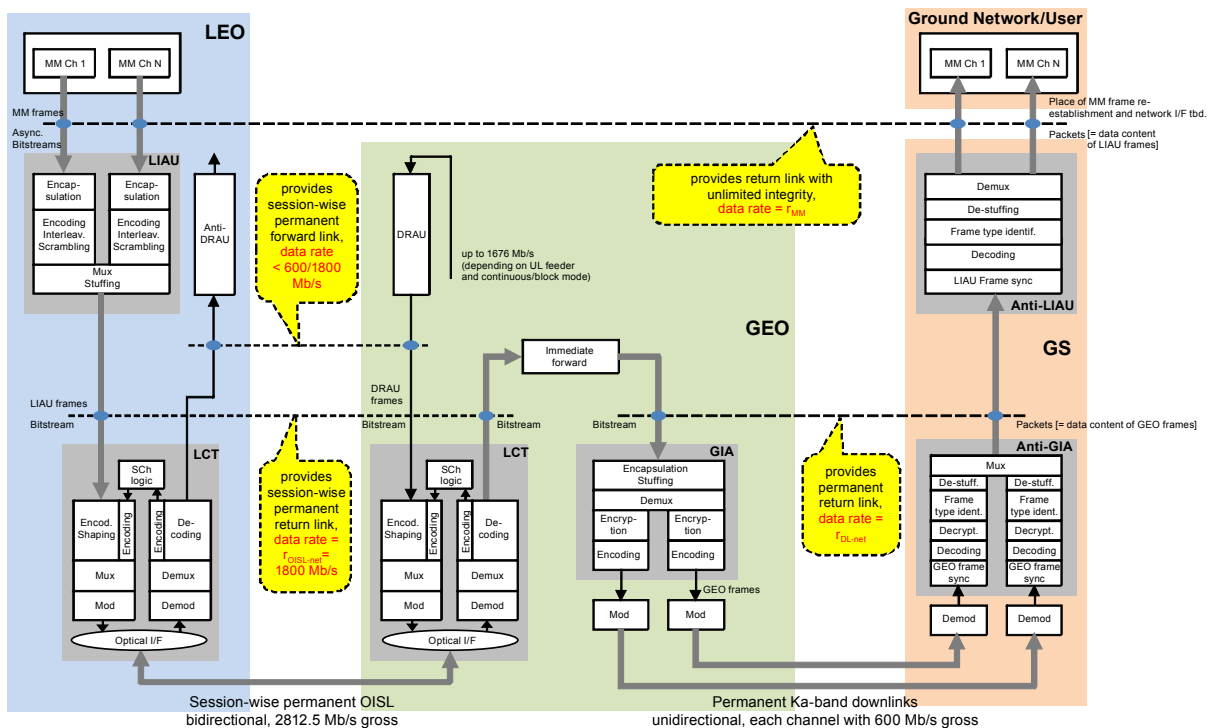 LEO
MM Ch 1
MM Ch N
MM frames
Async.
Bitstreams
LIAU
Encap-
sulation
Encap-
sulation
Encoding
Interleav.
Scrambling
Encoding
Interleav.
Scrambling
Mux
Stuffing
Anti-
DRAU
LIAU frames
Bitstream
LCT
SCh
logic
Encod.
Shaping
Encoding
Encoding
De-
coding
Mux
Demux
Mod
Demod
Optical I/F
provides
session-wise
permanent
forward link,
data rate
< 600/1800
Mb/s
provides
session-wise
permanent
return link,
data rate =
rOISL-net=
1800 Mb/s
GEO
DRAU
up to 1676 Mb/s
(depending on UL feeder
and continuous/block mode)
Immediate
forward
DRAU
frames
Bitstream
Bitstream
Bitstream
LCT
SCh
logic
Encod.
Shaping
Encoding
Encoding
De-
coding
Mux
Demux
Mod
Demod
Optical I/F
GIA
Encapsulation
Stuffing
Demux
Encryp-
tion
Encryp-
tion
Encoding
Encoding
GEO frames
Mod
Mod
provides return link with
unlimited integrity,
data rate = rMM
provides
permanent
return link,
data rate =
rDL-net
Ground Network/User
MM Ch 1
MM Ch N
Place of MM frame re-
establishment and network I/F tbd.
Packets [= data content
of LIAU frames]
Demux
De-stuffing
Frame type identif.
Decoding
LIAU Frame sync
Anti-LIAU
GS
Packets [= data content of GEO frames]
Anti-GIA
Mux
De-stuff.
De-stuff.
Frame
type ident.
Frame
type ident.
Decrypt.
Decrypt.
Decoding
Decoding
GEO frame
sync
GEO frame
sync
Demod
Demod
Session-wise permanent OISL
bidirectional, 2812.5 Mb/s gross
Permanent Ka-band downlinks
unidirectional, each channel with 600 Mb/s gross